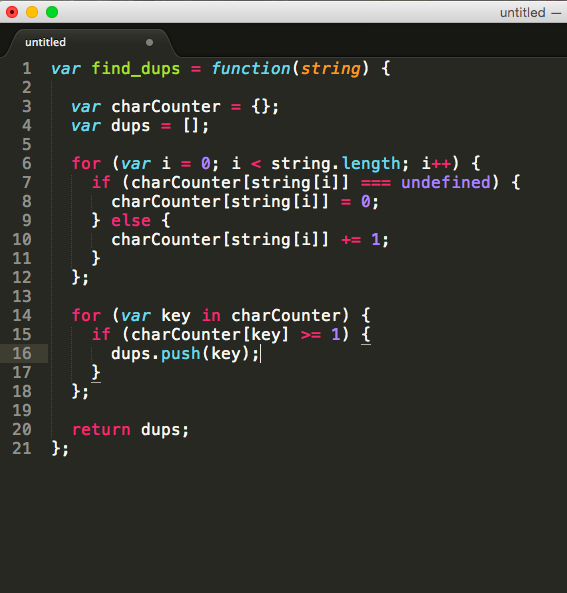 untitled —
untitled
1 var find_dups = function(string) {
2
3   var charCounter = {};
4   var dups = [];
5
6   for (var i = 0; i < string.length; i++) {
7     if (charCounter[string[i]] === undefined) {
8       charCounter[string[i]] = 0;
9     } else {
10       charCounter[string[i]] += 1;
11     }
12   };
13
14   for (var key in charCounter) {
15     if (charCounter[key] >= 1) {
16       dups.push(key);
17     }
18   };
19
20   return dups;
21 };